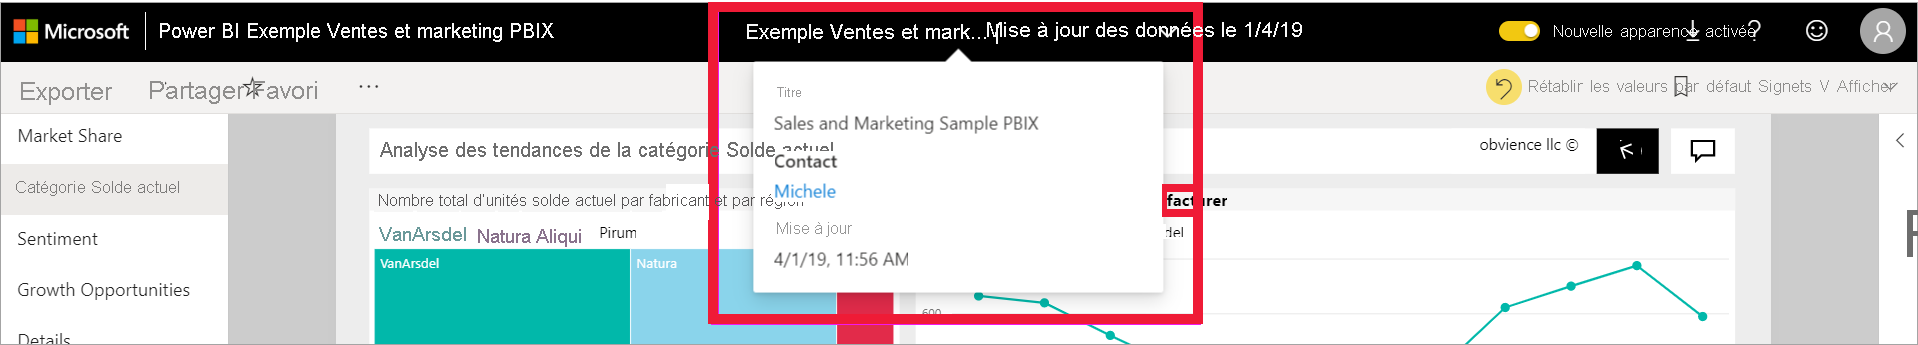 Microsoft Power BI Exemple Ventes et marketing PBIX
Exemple Ventes et mark... | Mise à jour des données le 1/4/19
Nouvelle apparence activée
Exporter Partager Favori ...
Rétablir les valeurs par défaut Signets V Afficher
Titre
Sales and Marketing Sample PBIX
Contact
Michele
Mise à jour
4/1/19, 11:56 AM
Market Share
Catégorie Solde actuel
Sentiment
Growth Opportunities
Details
Analyse des tendances de la catégorie Solde actuel
obvience llc ©
Nombre total d'unités solde actuel par fabricant et par région
facturer
VanArsdel Natura Aliqui Pirum
del
VanArsdel
Natura
600